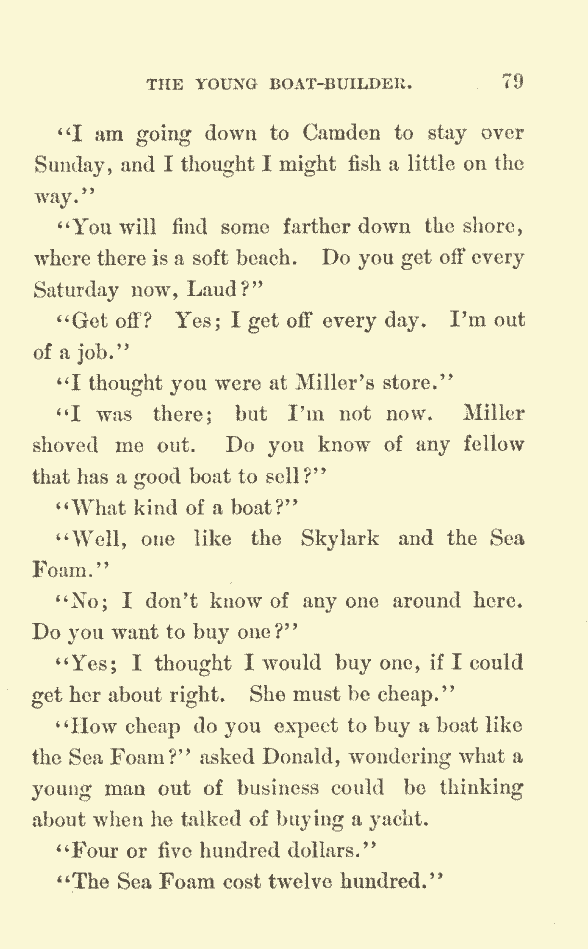 THE YOUNG BOAT-BUILDER. 79
"I am going down to Camden to stay over
Sunday, and I thought I might fish a little on the
way."
"You will find some farther down the shore,
where there is a soft beach. Do you get off every
Saturday now, Laud?"
"Get off? Yes; I get off every day. I'm out
of a job."
"I thought you were at Miller's store."
"I was there; but I'm not now. Miller
shoved me out. Do you know of any fellow
that has a good boat to sell?"
"What kind of a boat?"
"Well, one like the Skylark and the Sea
Foam."
"No; I don't know of any one around here.
Do you want to buy one?"
"Yes; I thought I would buy one, if I could
get her about right. She must be cheap."
"How cheap do you expect to buy a boat like
the Sea Foam?" asked Donald, wondering what a
young man out of business could be thinking
about when he talked of buying a yacht.
"Four or five hundred dollars."
"The Sea Foam cost twelve hundred."